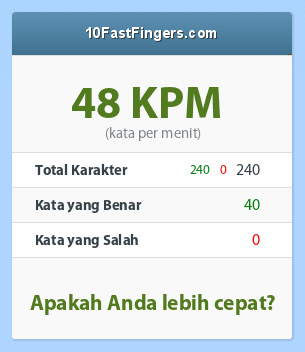 10FastFingers.com
48 KPM
(kata per menit)
Total Karakter 240 0 240
Kata yang Benar 40
Kata yang Salah 0
Apakah Anda lebih cepat?